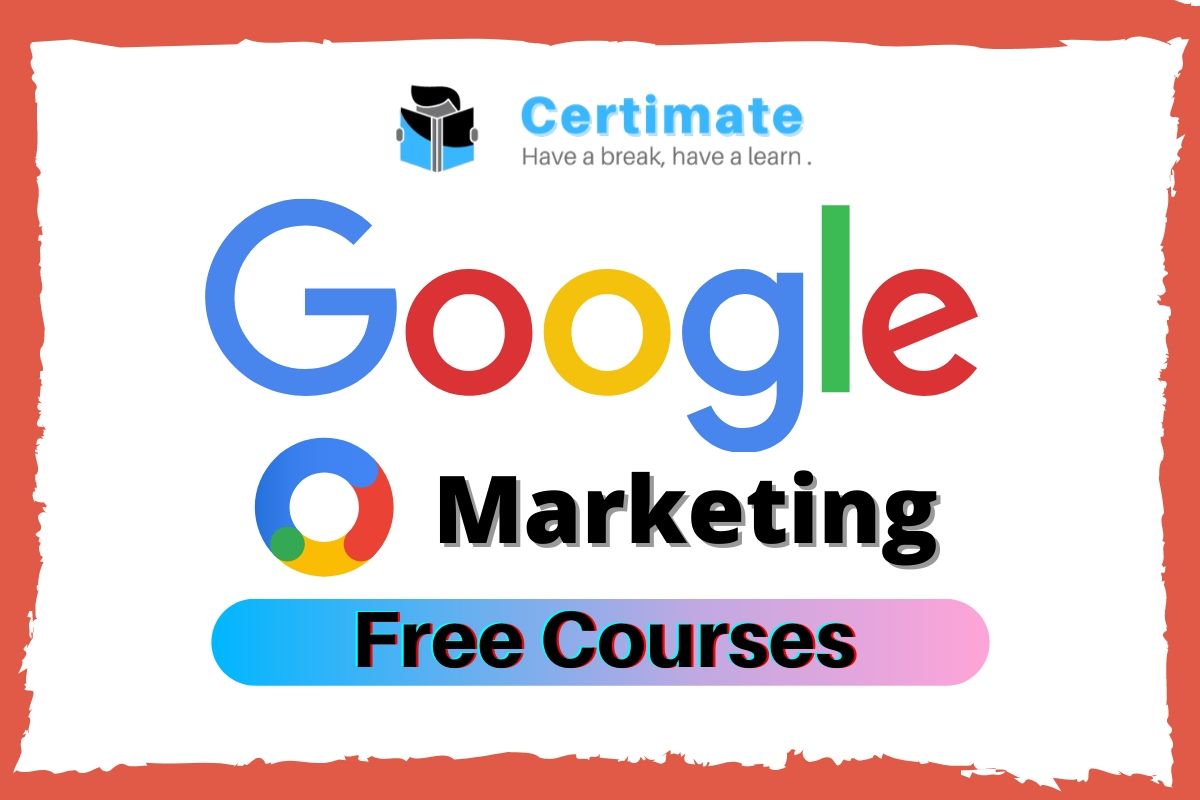 Certimate
Have a break, have a learn .
Google
Marketing
Free Courses